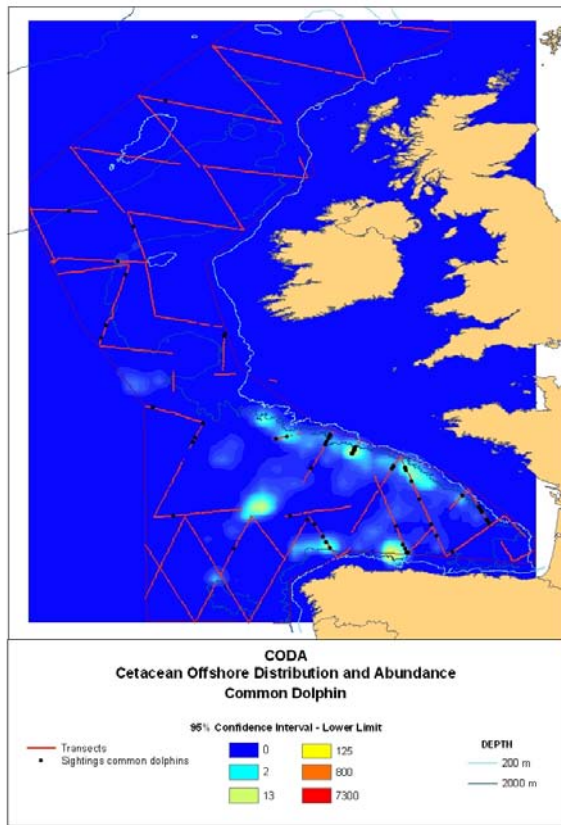 CODA
Cetacean Offshore Distribution and Abundance
Common Dolphin
95% Confidence Interval - Lower Limit
Transects
Sightings common dolphins
0
2
13
125
800
7300
DEPTH
200 m
2000 m